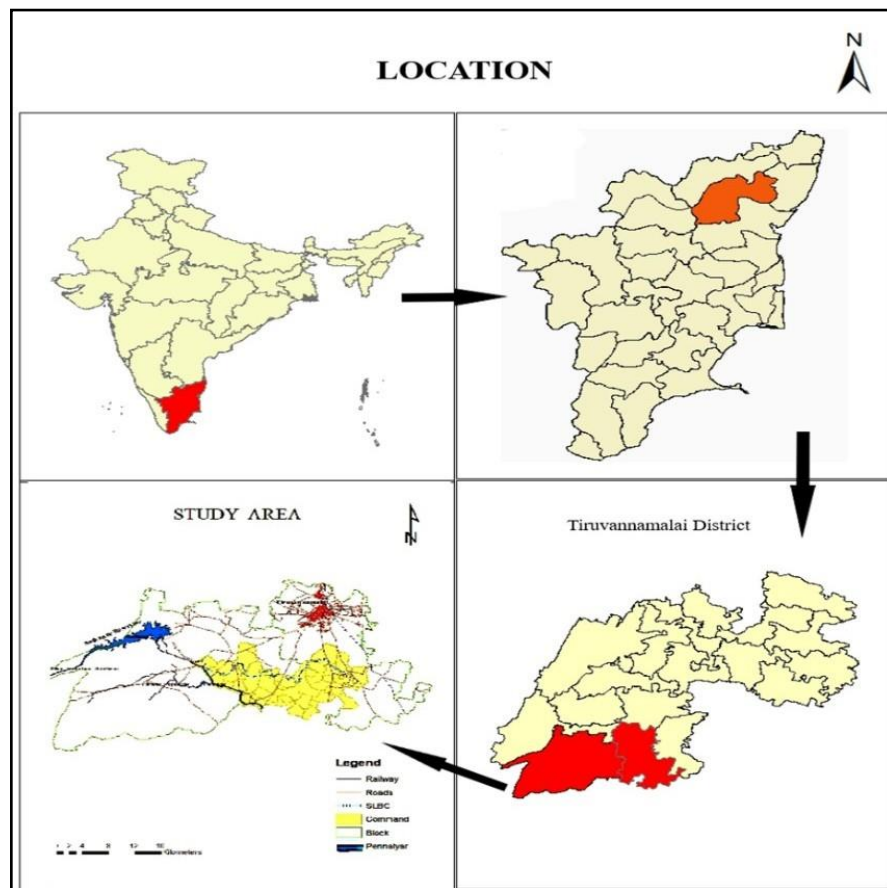 LOCATION
N
STUDY AREA
N
Tiruvannamalai District
Legend
Railway
Roads
SLBC
Command
Block
Pennaiyar
Kilometers